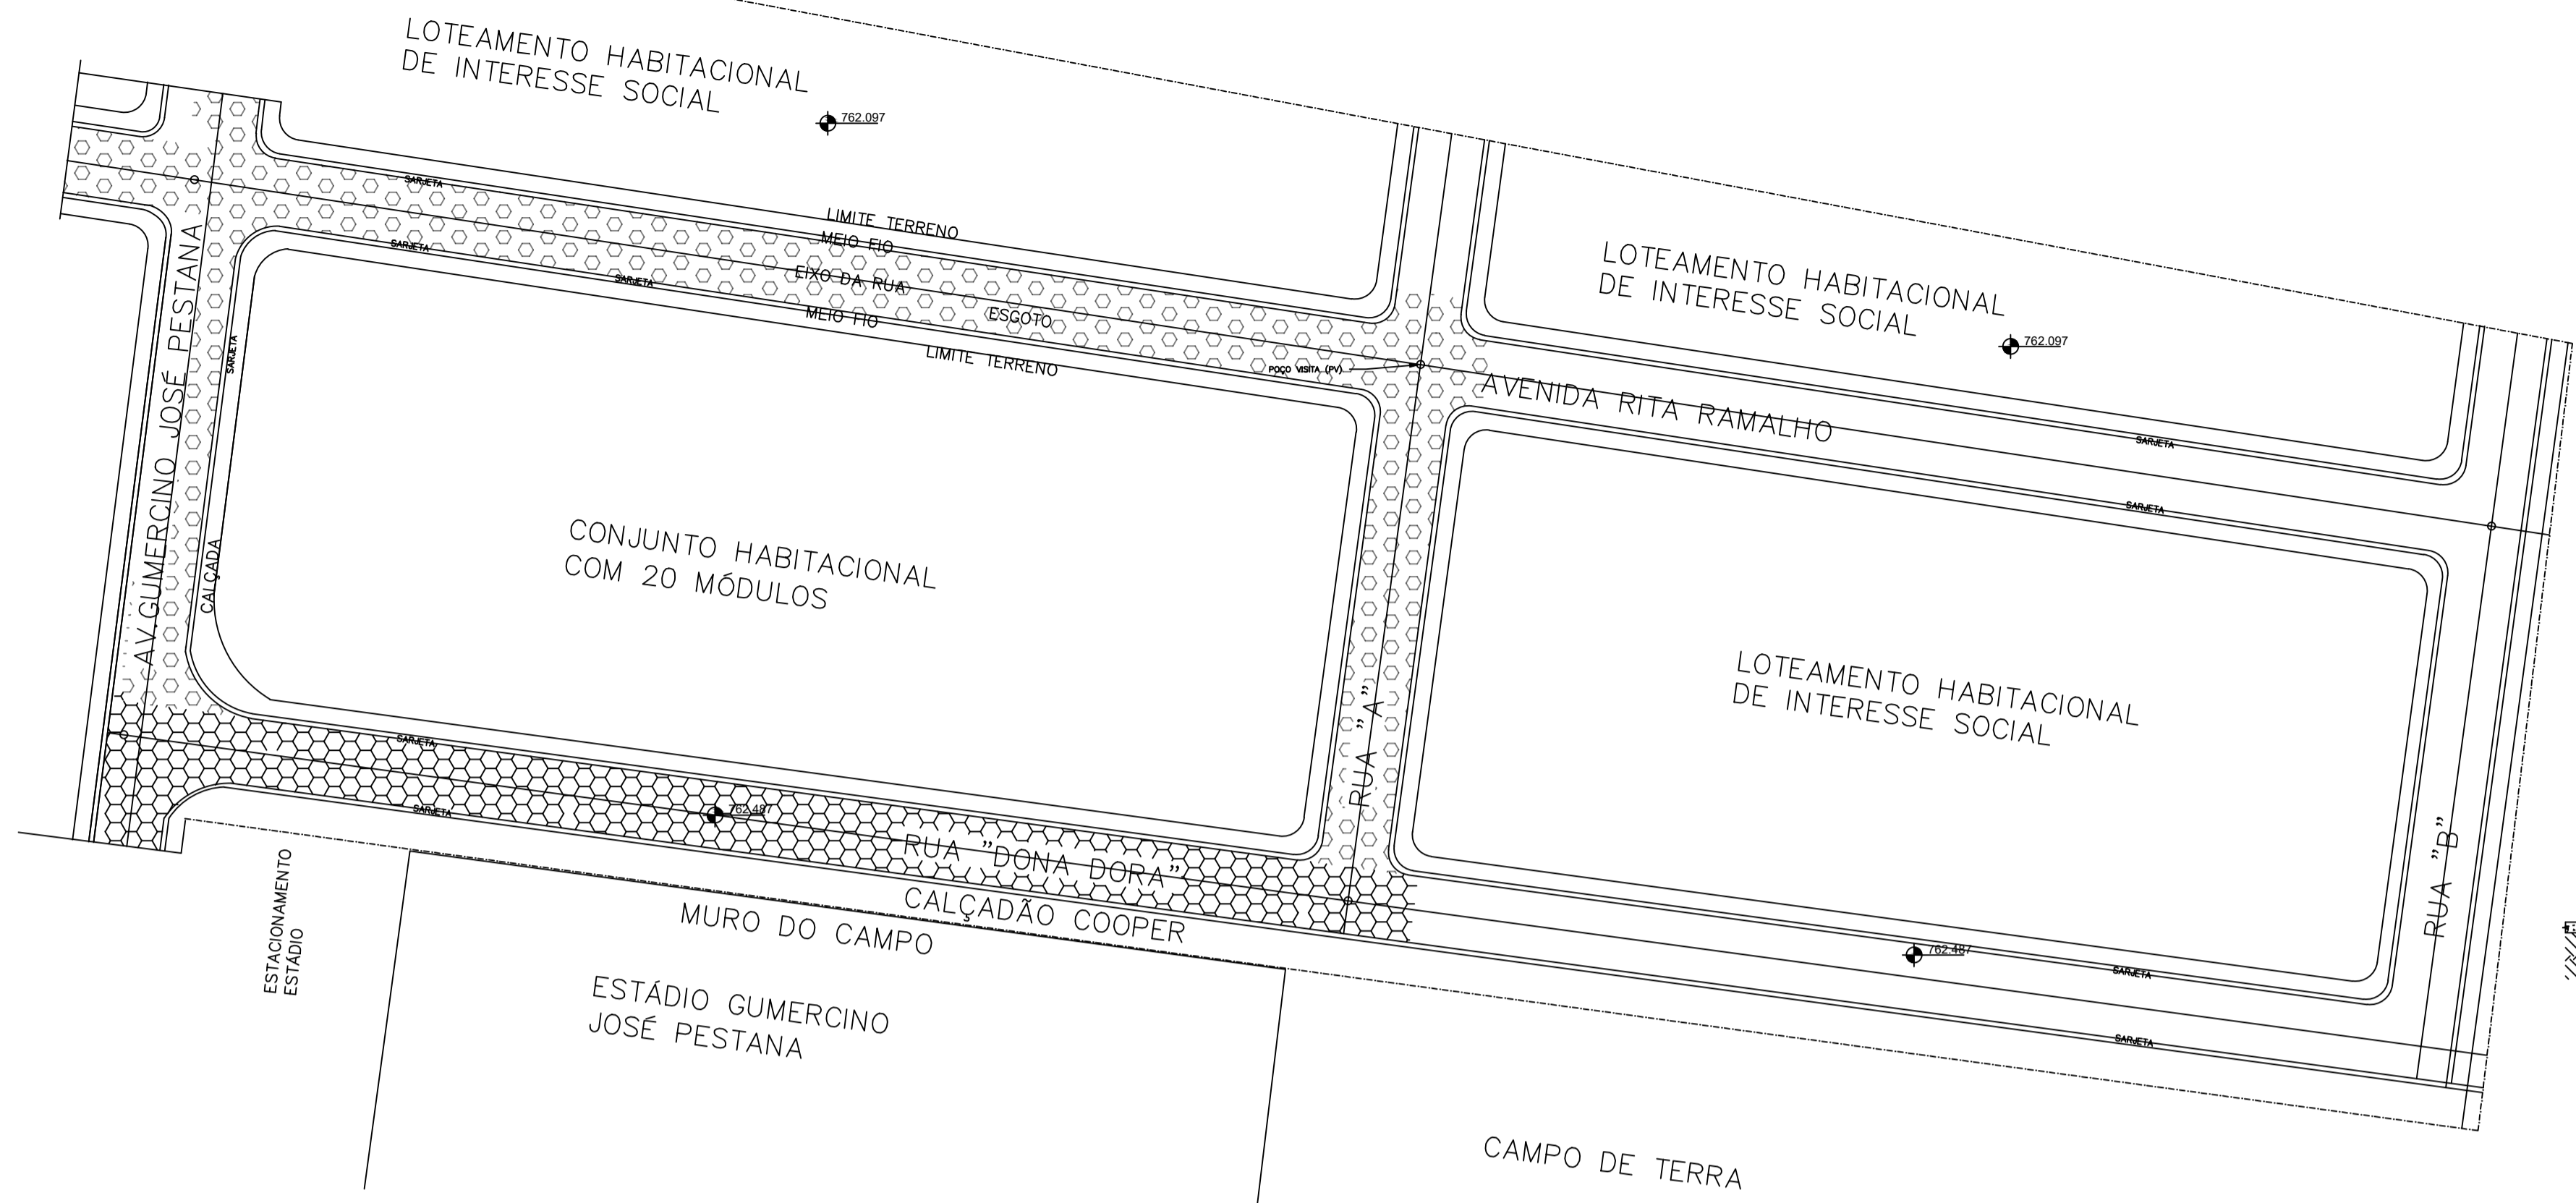 LOTEAMENTO HABITACIONAL
DE INTERESSE SOCIAL
762.097
SARJETA
LIMITE TERRENO
MEIO FIO
SARJETA
SARJETA
EIXO DA RUA
ESGOTO
MEIO FIO
LIMITE TERRENO
POÇO VISITA (PV)
LOTEAMENTO HABITACIONAL
DE INTERESSE SOCIAL
762.097
AVENIDA RITA RAMALHO
SARJETA
SARJETA
AV.GUMERCINO JOSÉ PESTANA
SARJETA
CALÇADA
CONJUNTO HABITACIONAL
COM 20 MÓDULOS
RUA "A"
LOTEAMENTO HABITACIONAL
DE INTERESSE SOCIAL
RUA "B"
SARJETA
SARJETA
762.487
RUA "DONA DORA"
CALÇADÃO COOPER
762.487
SARJETA
SARJETA
ESTACIONAMENTO
ESTÁDIO
MURO DO CAMPO
ESTÁDIO GUMERCINO
JOSÉ PESTANA
CAMPO DE TERRA